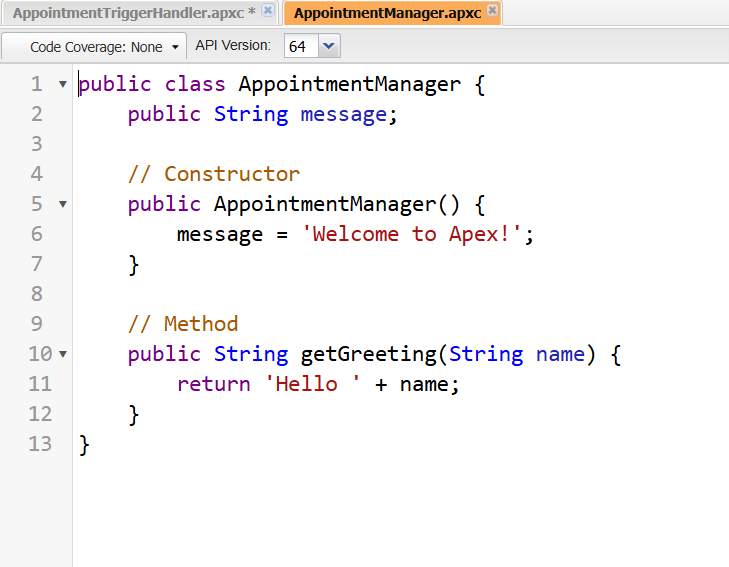 AppointmentTriggerHandler.apxc * AppointmentManager.apxc
Code Coverage: None API Version: 64
1 public class AppointmentManager {
2     public String message;
3
4     // Constructor
5     public AppointmentManager() {
6         message = 'Welcome to Apex!';
7     }
8
9     // Method
10     public String getGreeting(String name) {
11         return 'Hello ' + name;
12     }
13 }